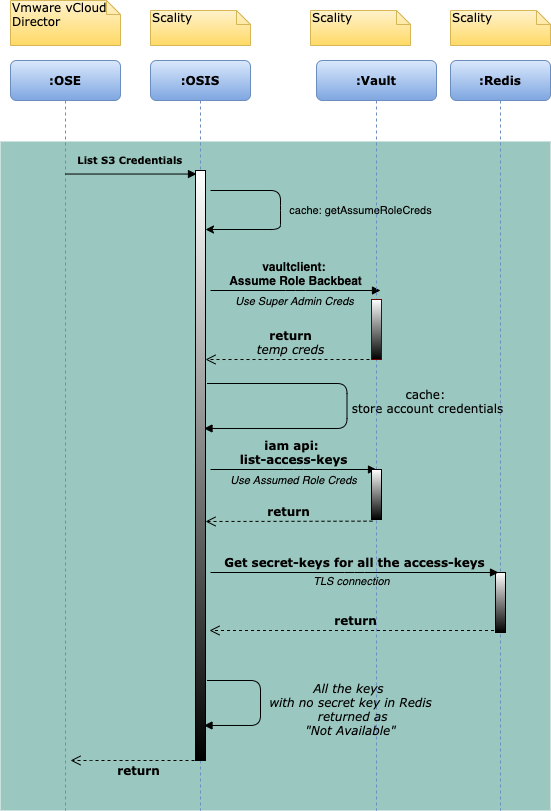 Vmware vCloud
Director
Scality
Scality
Scality
:OSE
:OSIS
:Vault
:Redis
List S3 Credentials
cache: getAssumeRoleCreds
vaultclient:
Assume Role Backbeat
Use Super Admin Creds
return
temp creds
cache:
store account credentials
iam api:
list-access-keys
Use Assumed Role Creds
return
Get secret-keys for all the access-keys
TLS connection
return
All the keys
with no secret key in Redis
returned as
"Not Available"
return